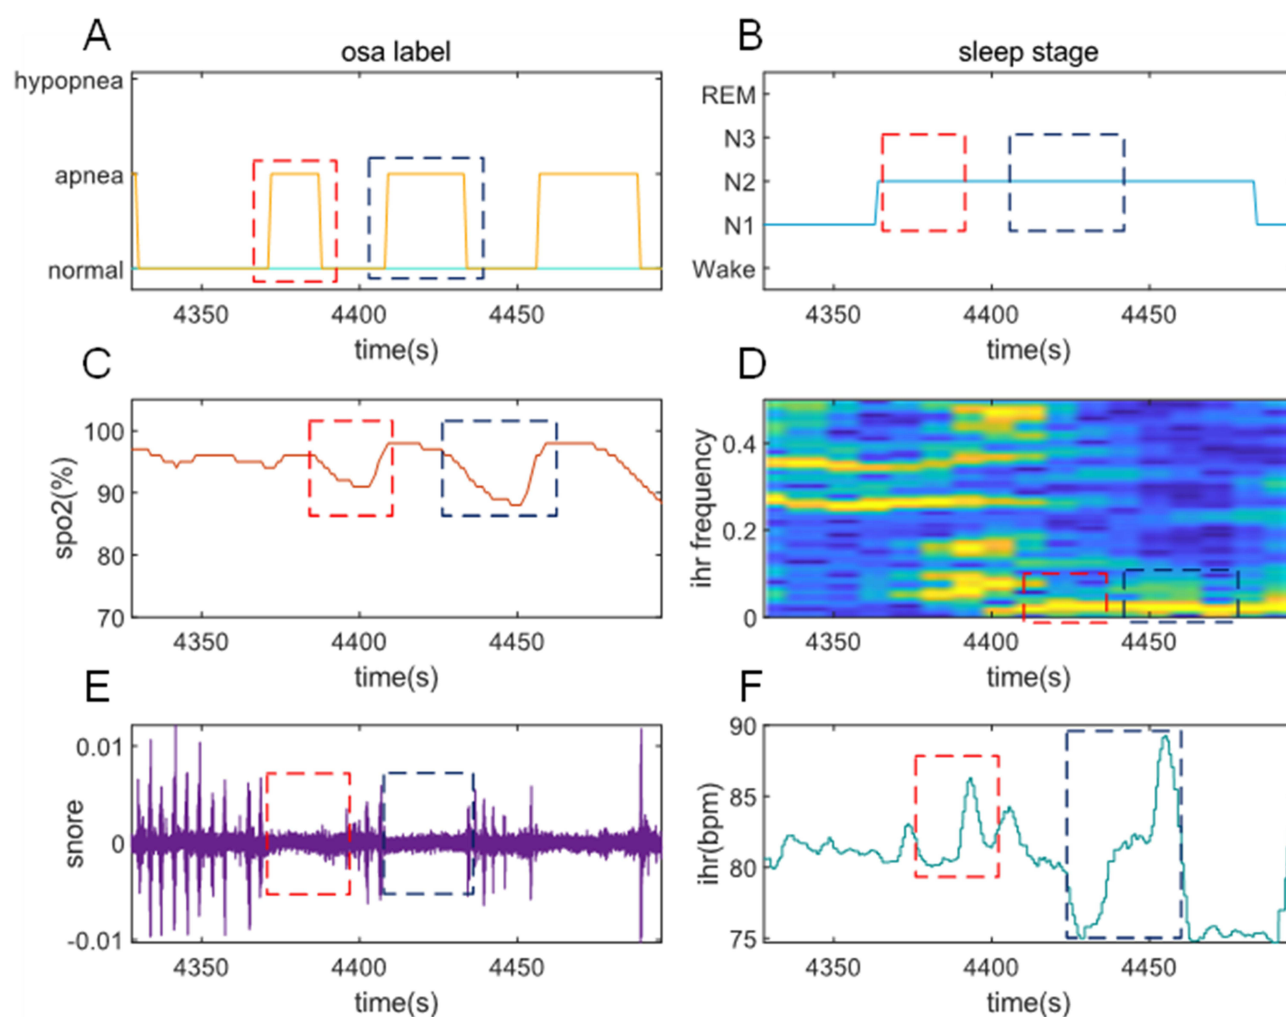 A
osa label
hypopnea
apnea
normal
4350 4400 4450
time(s)
B
sleep stage
REM
N3
N2
N1
Wake
4350 4400 4450
time(s)
C
spo2(%)
100
90
80
70
4350 4400 4450
time(s)
D
ihr frequency
0.4
0.2
0
4350 4400 4450
time(s)
E
snore
0.01
0
-0.01
4350 4400 4450
time(s)
F
ihr(bpm)
90
85
80
75
4350 4400 4450
time(s)